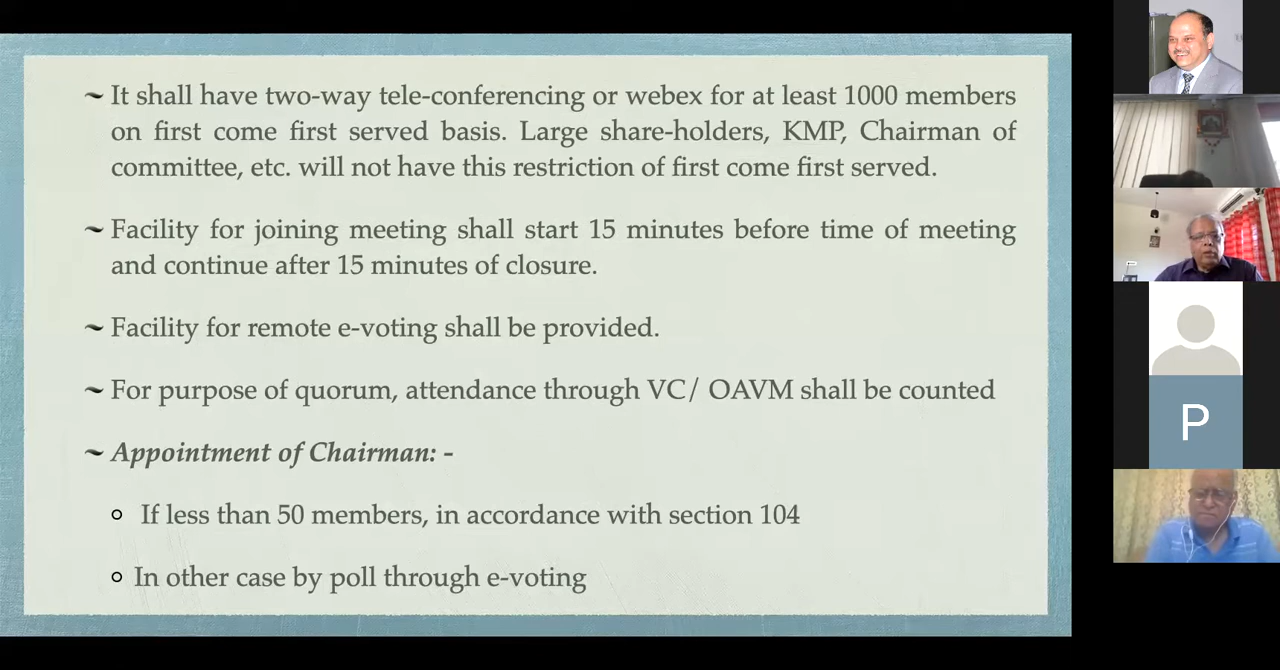 ~ It shall have two-way tele-conferencing or webex for at least 1000 members
on first come first served basis. Large share-holders, KMP, Chairman of
committee, etc. will not have this restriction of first come first served.
~ Facility for joining meeting shall start 15 minutes before time of meeting
and continue after 15 minutes of closure.
~ Facility for remote e-voting shall be provided.
~ For purpose of quorum, attendance through VC/ OAVM shall be counted
~ Appointment of Chairman: -
o If less than 50 members, in accordance with section 104
o In other case by poll through e-voting
P